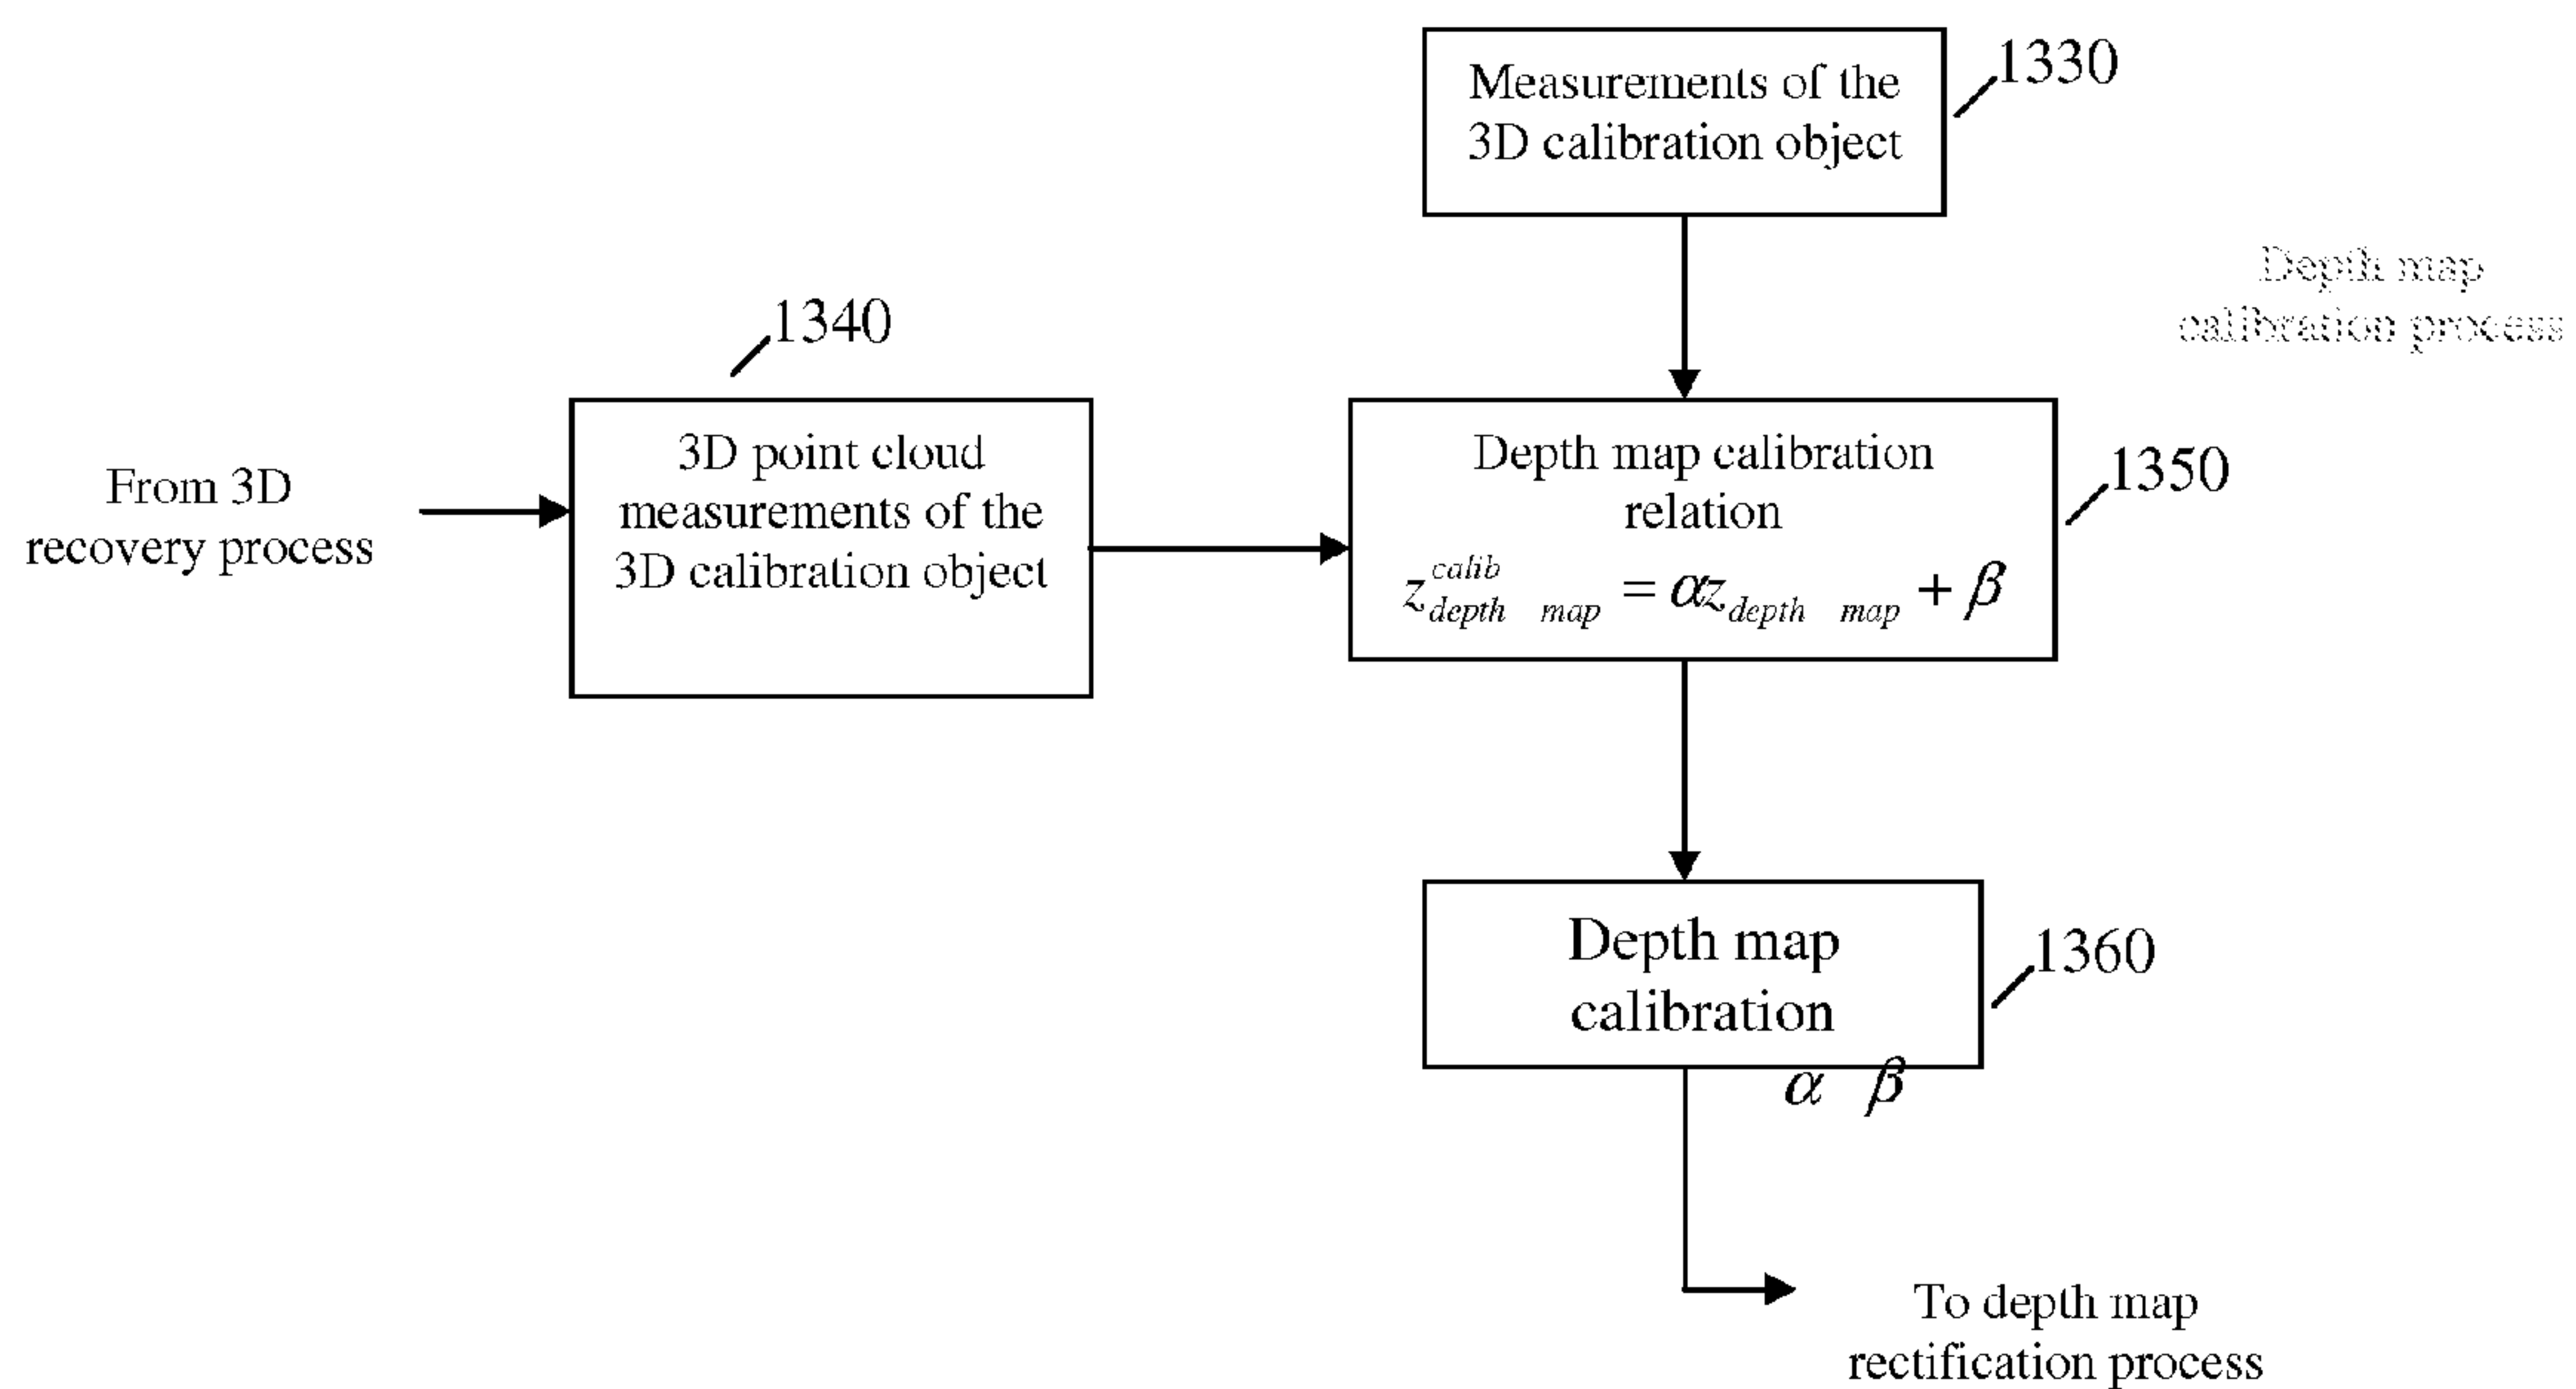 Measurements of the
3D calibration object
1330
Depth map
calibration process
1340
From 3D
recovery process
3D point cloud
measurements of the
3D calibration object
Depth map calibration
relation
z_{depth map}^{calib} = αz_{depth map} + β
1350
Depth map
calibration
α β
1360
To depth map
rectification process